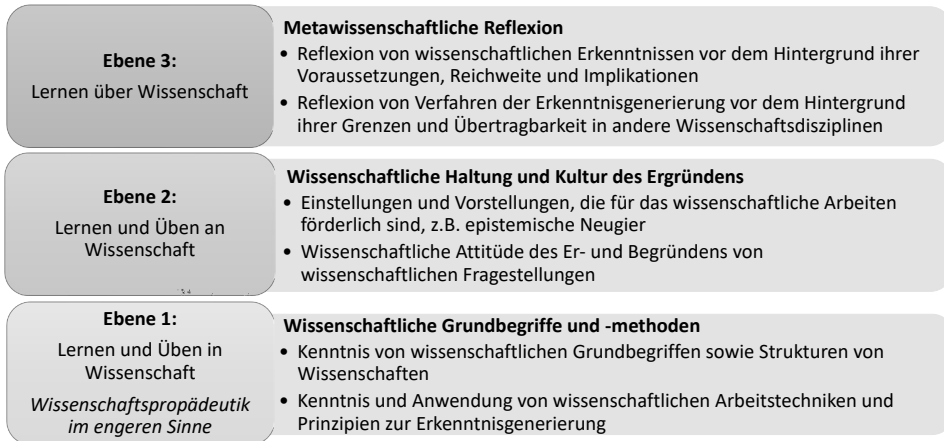 Ebene 3:
Lernen über Wissenschaft
Metawissenschaftliche Reflexion
• Reflexion von wissenschaftlichen Erkenntnissen vor dem Hintergrund ihrer
Voraussetzungen, Reichweite und Implikationen
• Reflexion von Verfahren der Erkenntnisgenerierung vor dem Hintergrund
ihrer Grenzen und Übertragbarkeit in andere Wissenschaftsdisziplinen
Ebene 2:
Lernen und Üben an
Wissenschaft
Wissenschaftliche Haltung und Kultur des Ergründens
• Einstellungen und Vorstellungen, die für das wissenschaftliche Arbeiten
förderlich sind, z.B. epistemische Neugier
• Wissenschaftliche Attitüde des Er- und Begründens von
wissenschaftlichen Fragestellungen
Ebene 1:
Lernen und Üben in
Wissenschaft
Wissenschaftspropädeutik
im engeren Sinne
Wissenschaftliche Grundbegriffe und -methoden
• Kenntnis von wissenschaftlichen Grundbegriffen sowie Strukturen von
Wissenschaften
• Kenntnis und Anwendung von wissenschaftlichen Arbeitstechniken und
Prinzipien zur Erkenntnisgenerierung